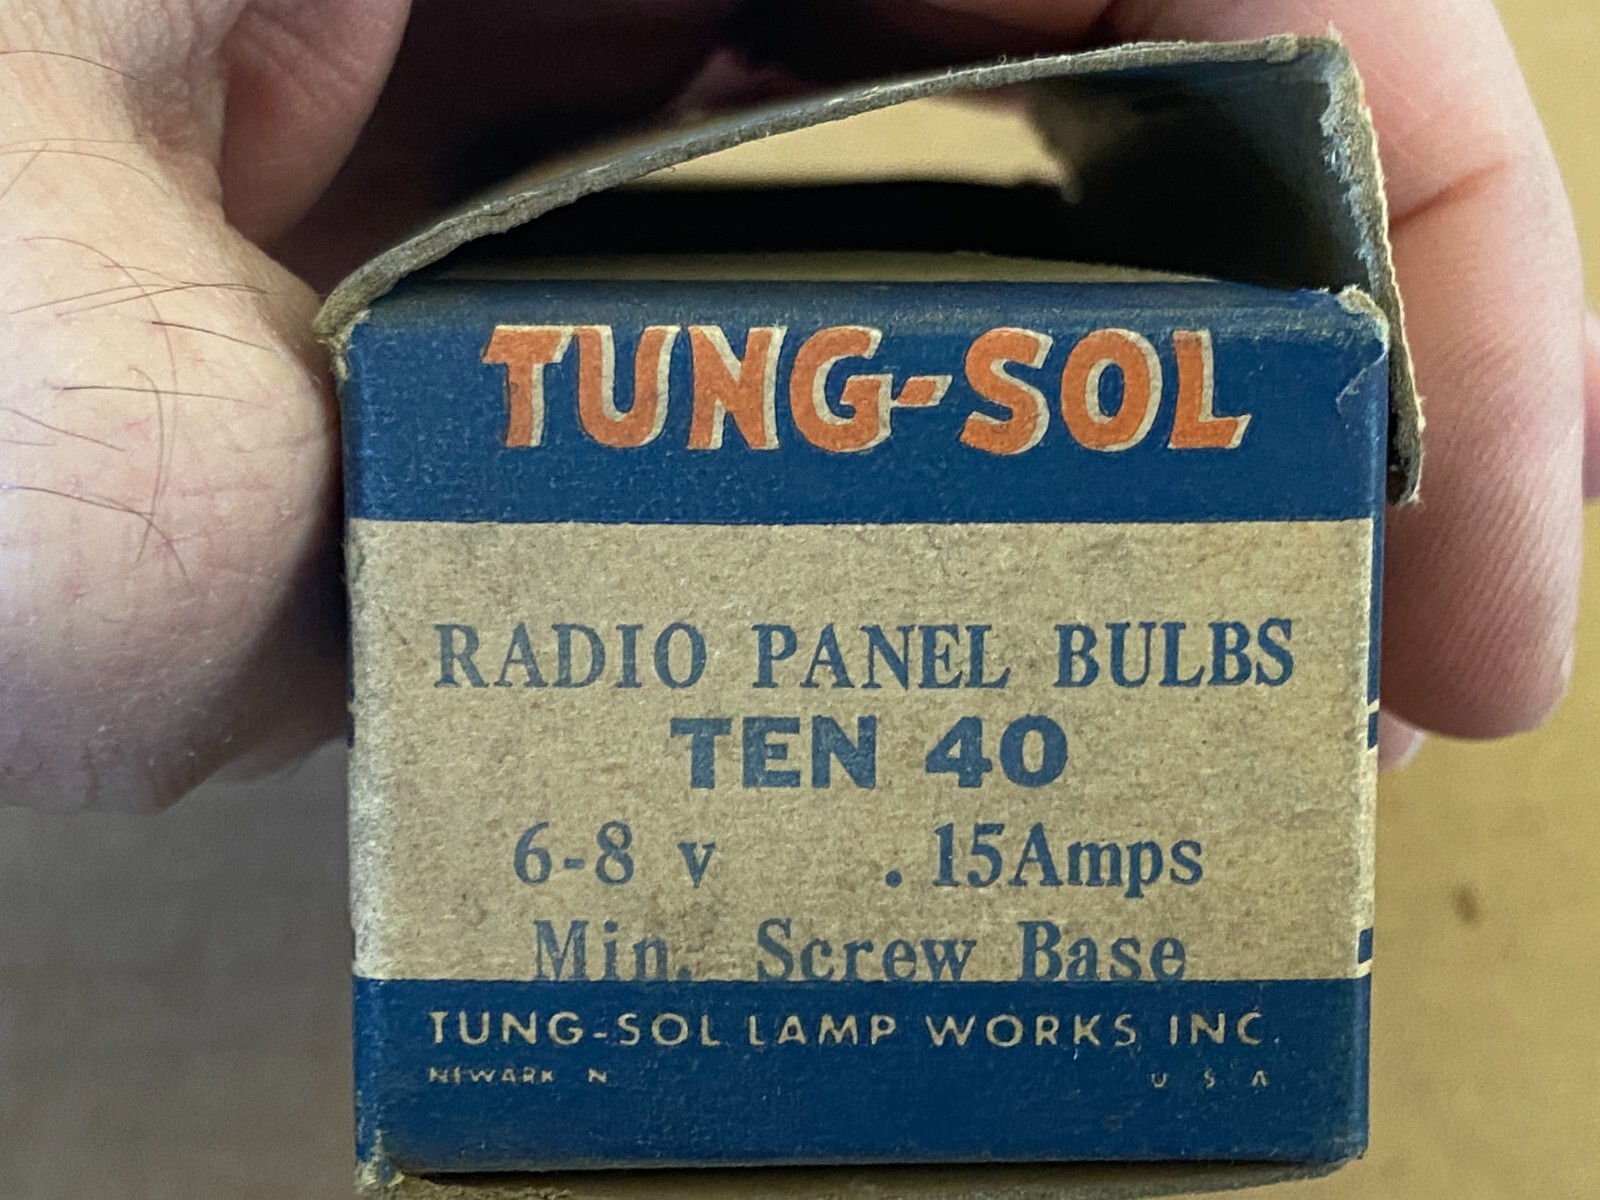 TUNG-SOL
RADIO PANEL BULBS
TEN 40
6-8 v .15Amps
Min. Screw Base
TUNG-SOL LAMP WORKS INC.
NEWARK N U S A